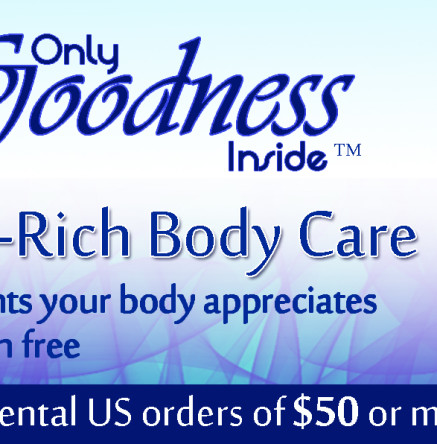 Only
Goodness
Inside™
-Rich Body Care
nts your body appreciates
n free
ental US orders of $50 or m